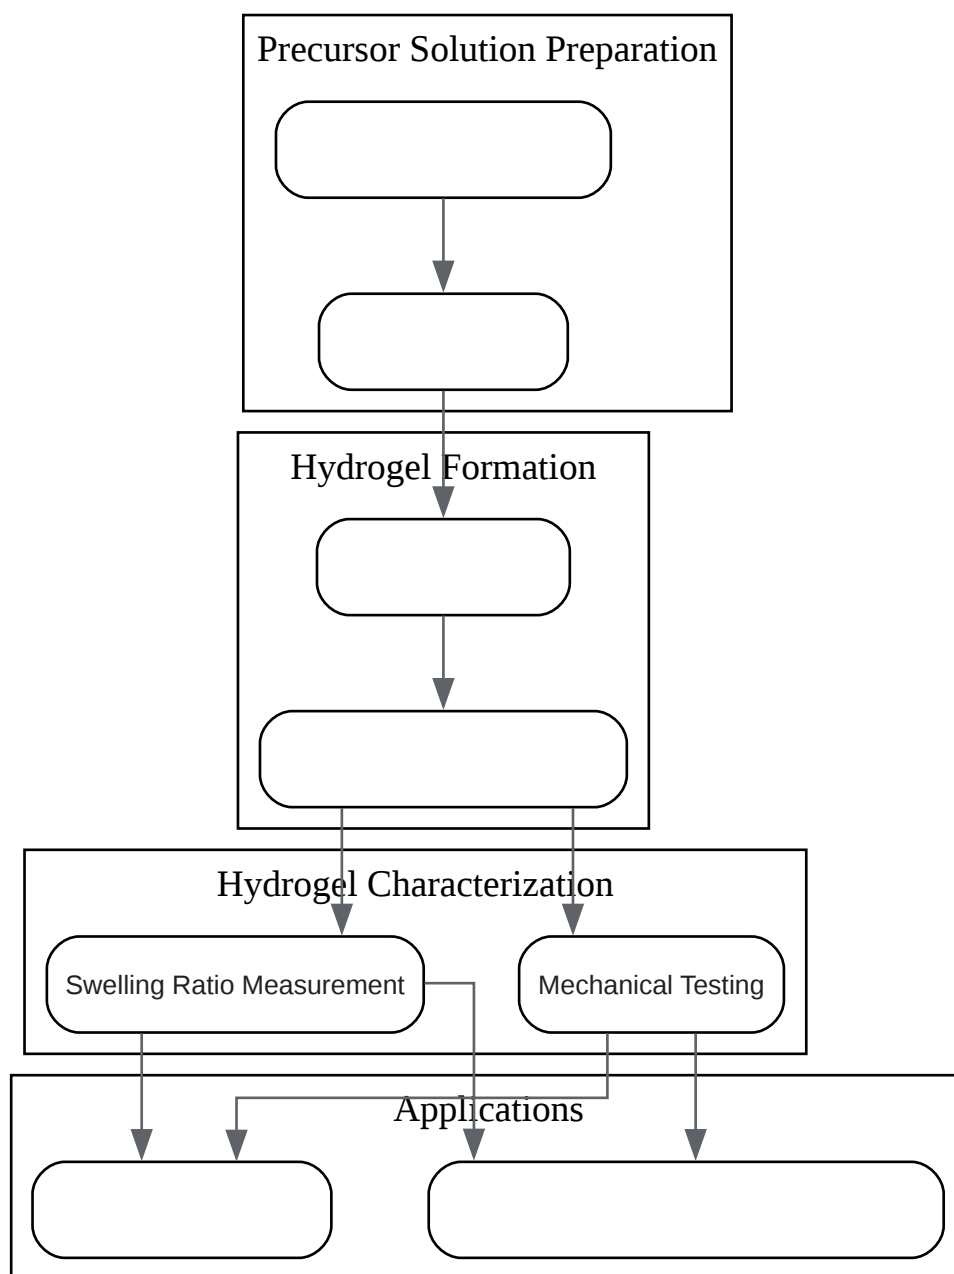 Precursor Solution Preparation
Hydrogel Formation
Hydrogel Characterization
Swelling Ratio Measurement
Mechanical Testing
Applications